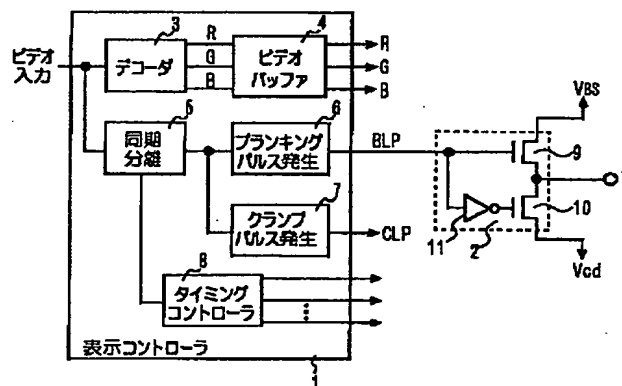 ビデオ
入力
3
デコーダ
R
G
B
4
ビデオ
バッファ
R
G
B
5
同期
分離
6
ブランキング
パルス発生
BLP
7
クランプ
パルス発生
CLP
8
タイミング
コントローラ
表示コントローラ
1
VBS
9
10
11
2
Vcd